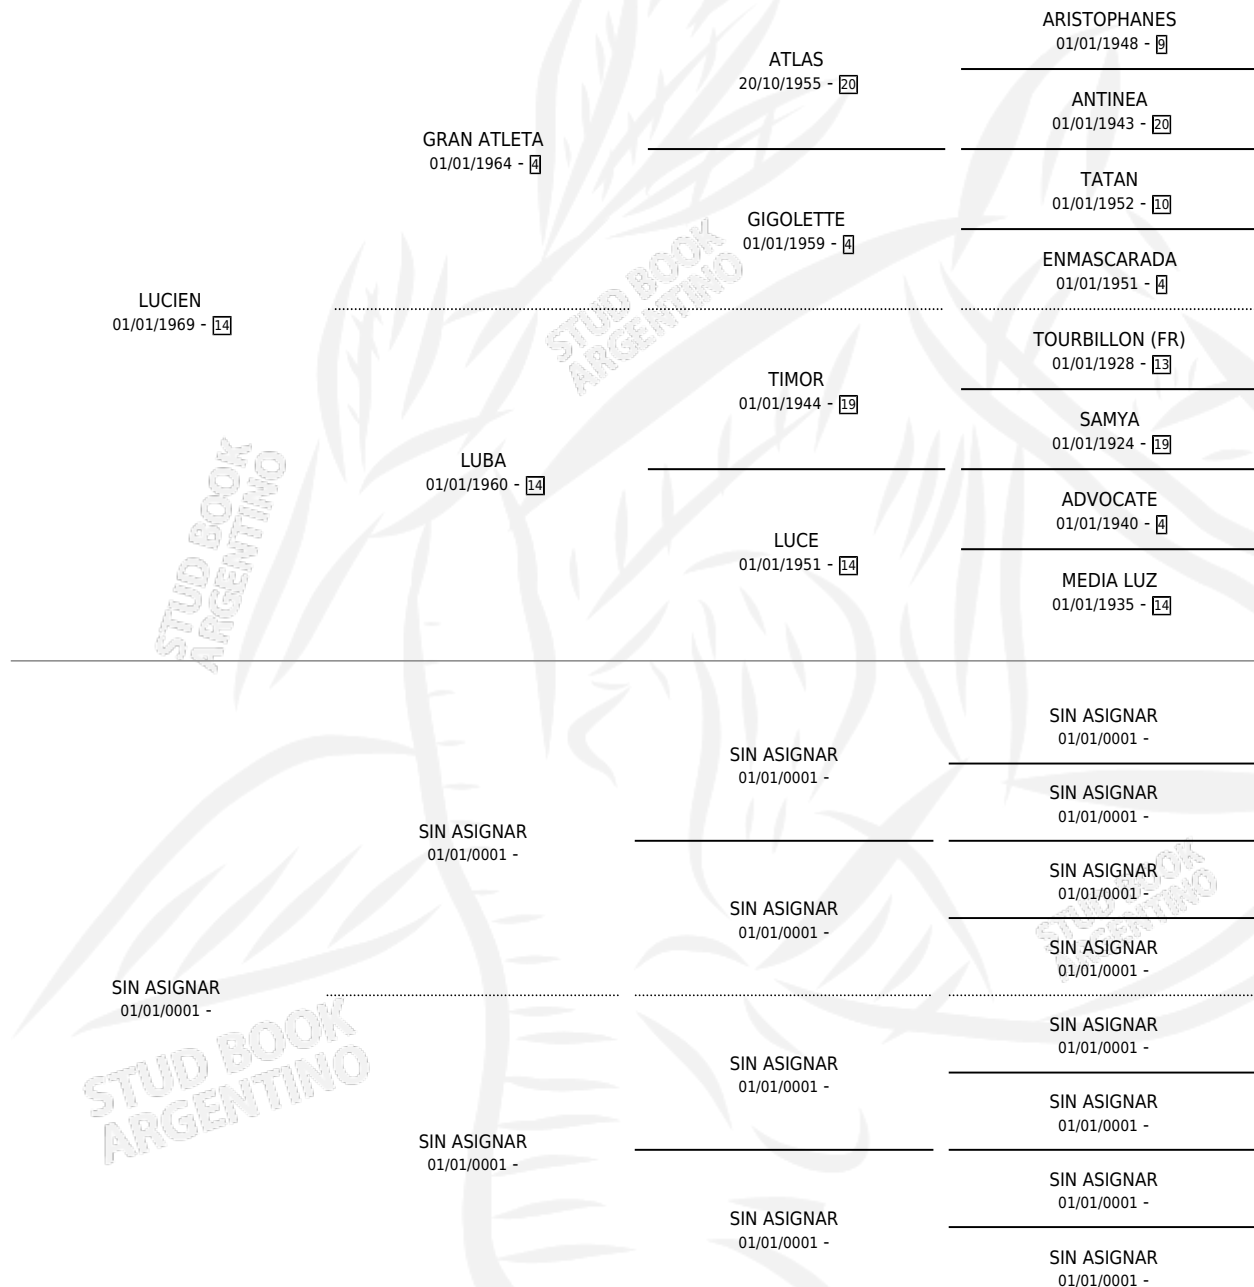 ARISTOPHANES
01/01/1948 - 9
ATLAS
20/10/1955 - 20
ANTINEA
01/01/1943 - 20
GRAN ATLETA
01/01/1964 - 4
TATAN
01/01/1952 - 10
GIGOLETTE
01/01/1959 - 4
ENMASCARADA
01/01/1951 - 4
LUCIEN
01/01/1969 - 14
STUD BOOK
ARGENTINO
TOURBILLON (FR)
01/01/1928 - 13
TIMOR
01/01/1944 - 19
SAMYA
01/01/1924 - 19
LUBA
01/01/1960 - 14
ADVOCATE
01/01/1940 - 4
LUCE
01/01/1951 - 14
MEDIA LUZ
01/01/1935 - 14
STUD BOOK
ARGENTINO
SIN ASIGNAR
01/01/0001 -
SIN ASIGNAR
01/01/0001 -
SIN ASIGNAR
01/01/0001 -
SIN ASIGNAR
01/01/0001 -
SIN ASIGNAR
01/01/0001 -
SIN ASIGNAR
01/01/0001 -
SIN ASIGNAR
01/01/0001 -
STUD BOOK
ARGENTINO
SIN ASIGNAR
01/01/0001 -
STUD BOOK
ARGENTINO
SIN ASIGNAR
01/01/0001 -
SIN ASIGNAR
01/01/0001 -
SIN ASIGNAR
01/01/0001 -
SIN ASIGNAR
01/01/0001 -
SIN ASIGNAR
01/01/0001 -
SIN ASIGNAR
01/01/0001 -
SIN ASIGNAR
01/01/0001 -